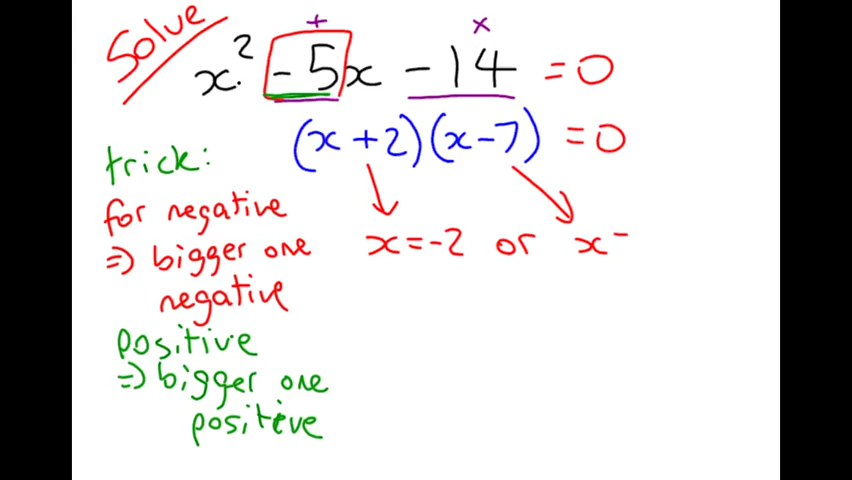 Solve
+ ×
x² -5x -14 = 0
(x+2)(x-7) = 0
trick:
for negative
⇒ bigger one
negative
x=-2 or x -
positive
⇒ bigger one
positive